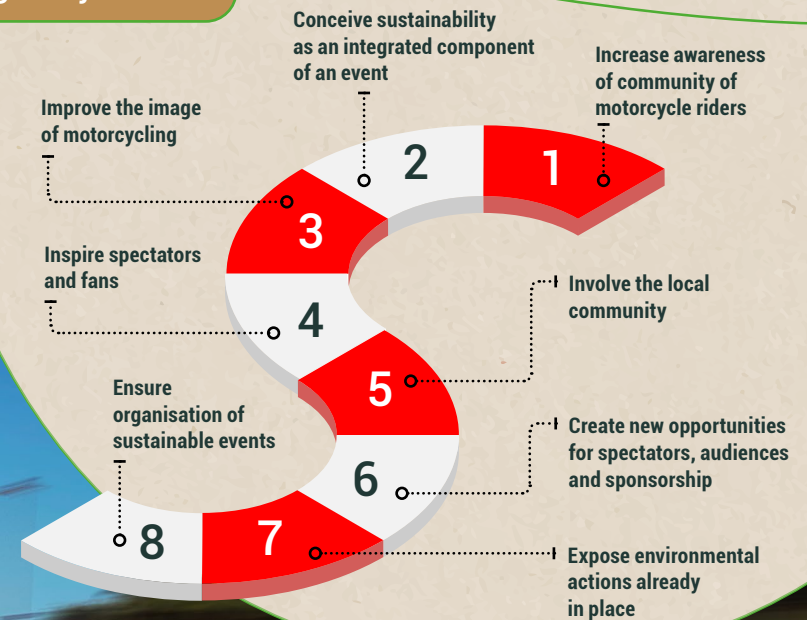 Conceive sustainability
as an integrated component
of an event
Increase awareness
of community of
motorcycle riders
Improve the image
of motorcycling
2
1
3
Inspire spectators
and fans
4
Involve the local
community
5
Ensure
organisation of
sustainable events
Create new opportunities
for spectators, audiences
and sponsorship
6
8
7
Expose environmental
actions already
in place